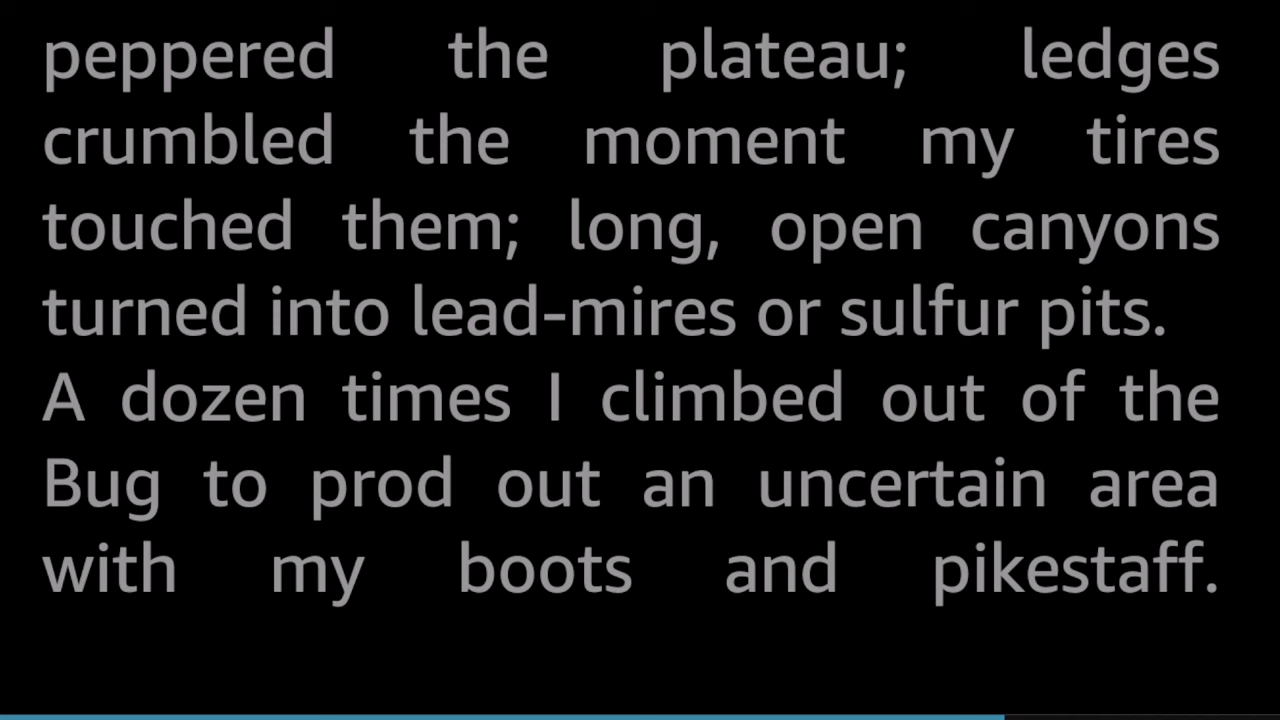 peppered the plateau; ledges
crumbled the moment my tires
touched them; long, open canyons
turned into lead-mires or sulfur pits.
A dozen times I climbed out of the
Bug to prod out an uncertain area
with my boots and pikestaff.